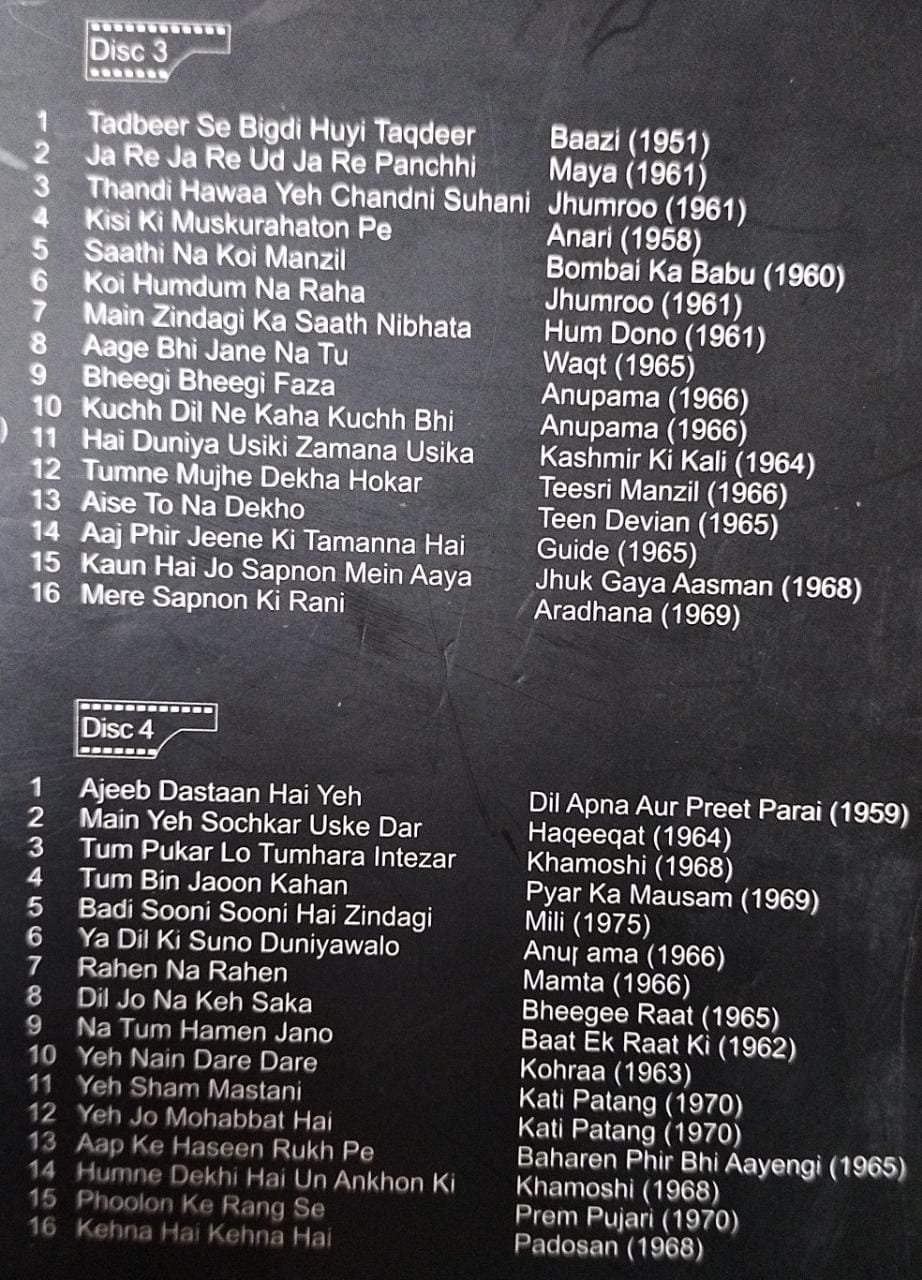 Disc 3
1 Tadbeer Se Bigdi Huyi Taqdeer Baazi (1951)
2 Ja Re Ja Re Ud Ja Re Panchhi Maya (1961)
3 Thandi Hawaa Yeh Chandni Suhani Jhumroo (1961)
4 Kisi Ki Muskurahaton Pe Anari (1958)
5 Saathi Na Koi Manzil Bombai Ka Babu (1960)
6 Koi Humdum Na Raha Jhumroo (1961)
7 Main Zindagi Ka Saath Nibhata Hum Dono (1961)
8 Aage Bhi Jane Na Tu Waqt (1965)
9 Bheegi Bheegi Faza Anupama (1966)
10 Kuchh Dil Ne Kaha Kuchh Bhi Anupama (1966)
) 11 Hai Duniya Usiki Zamana Usika Kashmir Ki Kali (1964)
12 Tumne Mujhe Dekha Hokar Teesri Manzil (1966)
13 Aise To Na Dekho Teen Devian (1965)
14 Aaj Phir Jeene Ki Tamanna Hai Guide (1965)
15 Kaun Hai Jo Sapnon Mein Aaya Jhuk Gaya Aasman (1968)
16 Mere Sapnon Ki Rani Aradhana (1969)
Disc 4
1 Ajeeb Dastaan Hai Yeh Dil Apna Aur Preet Parai (1959)
2 Main Yeh Sochkar Uske Dar Haqeeqat (1964)
3 Tum Pukar Lo Tumhara Intezar Khamoshi (1968)
4 Tum Bin Jaoon Kahan Pyar Ka Mausam (1969)
5 Badi Sooni Sooni Hai Zindagi Mili (1975)
6 Ya Dil Ki Suno Duniyawalo Anupama (1966)
7 Rahen Na Rahen Mamta (1966)
8 Dil Jo Na Keh Saka Bheegee Raat (1965)
9 Na Tum Hamen Jano Baat Ek Raat Ki (1962)
10 Yeh Nain Dare Dare Kohraa (1963)
11 Yeh Sham Mastani Kati Patang (1970)
12 Yeh Jo Mohabbat Hai Kati Patang (1970)
13 Aap Ke Haseen Rukh Pe Baharen Phir Bhi Aayengi (1965)
14 Humne Dekhi Hai Un Ankhon Ki Khamoshi (1968)
15 Phoolon Ke Rang Se Prem Pujari (1970)
16 Kehna Hai Kehna Hai Padosan (1968)